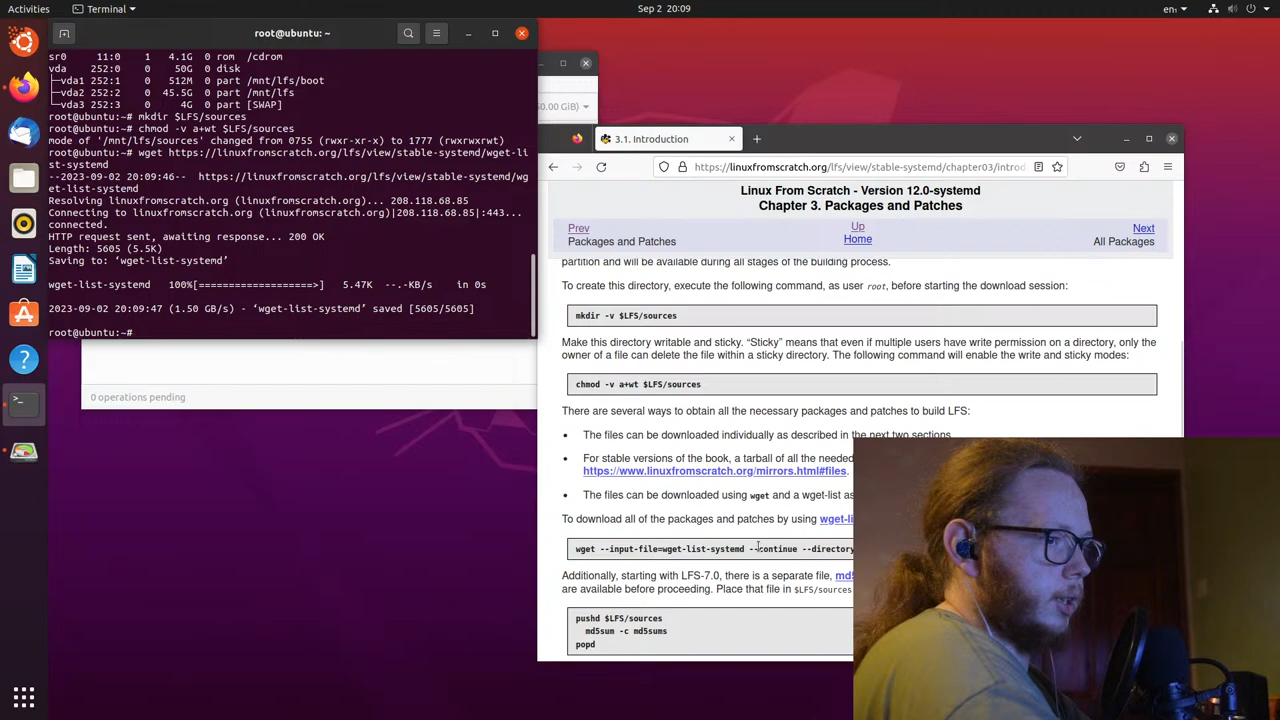 Activities
Terminal
Sep 2 20:09
en₁
root@ubuntu: ~
sr0 11:0 1 4.1G 0 rom /cdrom
vda 252:0 0 50G 0 disk
├─vda1 252:1 0 512M 0 part /mnt/lfs/boot
├─vda2 252:2 0 45.5G 0 part /mnt/lfs
└─vda3 252:3 0 4G 0 part [SWAP]
root@ubuntu:~# mkdir $LFS/sources
root@ubuntu:~# chmod -v a+wt $LFS/sources
mode of '/mnt/lfs/sources' changed from 0755 (rwxr-xr-x) to 1777 (rwxrwxrwt)
root@ubuntu:~# wget https://linuxfromscratch.org/lfs/view/stable-systemd/wget-li
st-systemd
--2023-09-02 20:09:46-- https://linuxfromscratch.org/lfs/view/stable-systemd/wg
et-list-systemd
Resolving linuxfromscratch.org (linuxfromscratch.org)... 208.118.68.85
Connecting to linuxfromscratch.org (linuxfromscratch.org)|208.118.68.85|:443...
connected.
HTTP request sent, awaiting response... 200 OK
Length: 5605 (5.5K)
Saving to: ‘wget-list-systemd’
wget-list-systemd 100%[===================>] 5.47K --.-KB/s in 0s
2023-09-02 20:09:47 (1.50 GB/s) - ‘wget-list-systemd’ saved [5605/5605]
root@ubuntu:~#
0 operations pending
0.00 GiB)
3.1. Introduction
https://linuxfromscratch.org/lfs/view/stable-systemd/chapter03/introd
Linux From Scratch - Version 12.0-systemd
Chapter 3. Packages and Patches
Prev
Up
Next
Packages and Patches
Home
All Packages
partition and will be available during all stages of the building process.
To create this directory, execute the following command, as user root, before starting the download session:
mkdir -v $LFS/sources
Make this directory writable and sticky. “Sticky” means that even if multiple users have write permission on a directory, only the
owner of a file can delete the file within a sticky directory. The following command will enable the write and sticky modes:
chmod -v a+wt $LFS/sources
There are several ways to obtain all the necessary packages and patches to build LFS:
• The files can be downloaded individually as described in the next two sections.
• For stable versions of the book, a tarball of all the needed
https://www.linuxfromscratch.org/mirrors.html#files.
• The files can be downloaded using wget and a wget-list as
To download all of the packages and patches by using wget-li
wget --input-file=wget-list-systemd --continue --directory
Additionally, starting with LFS-7.0, there is a separate file, md5
are available before proceeding. Place that file in $LFS/sources
pushd $LFS/sources
md5sum -c md5sums
popd